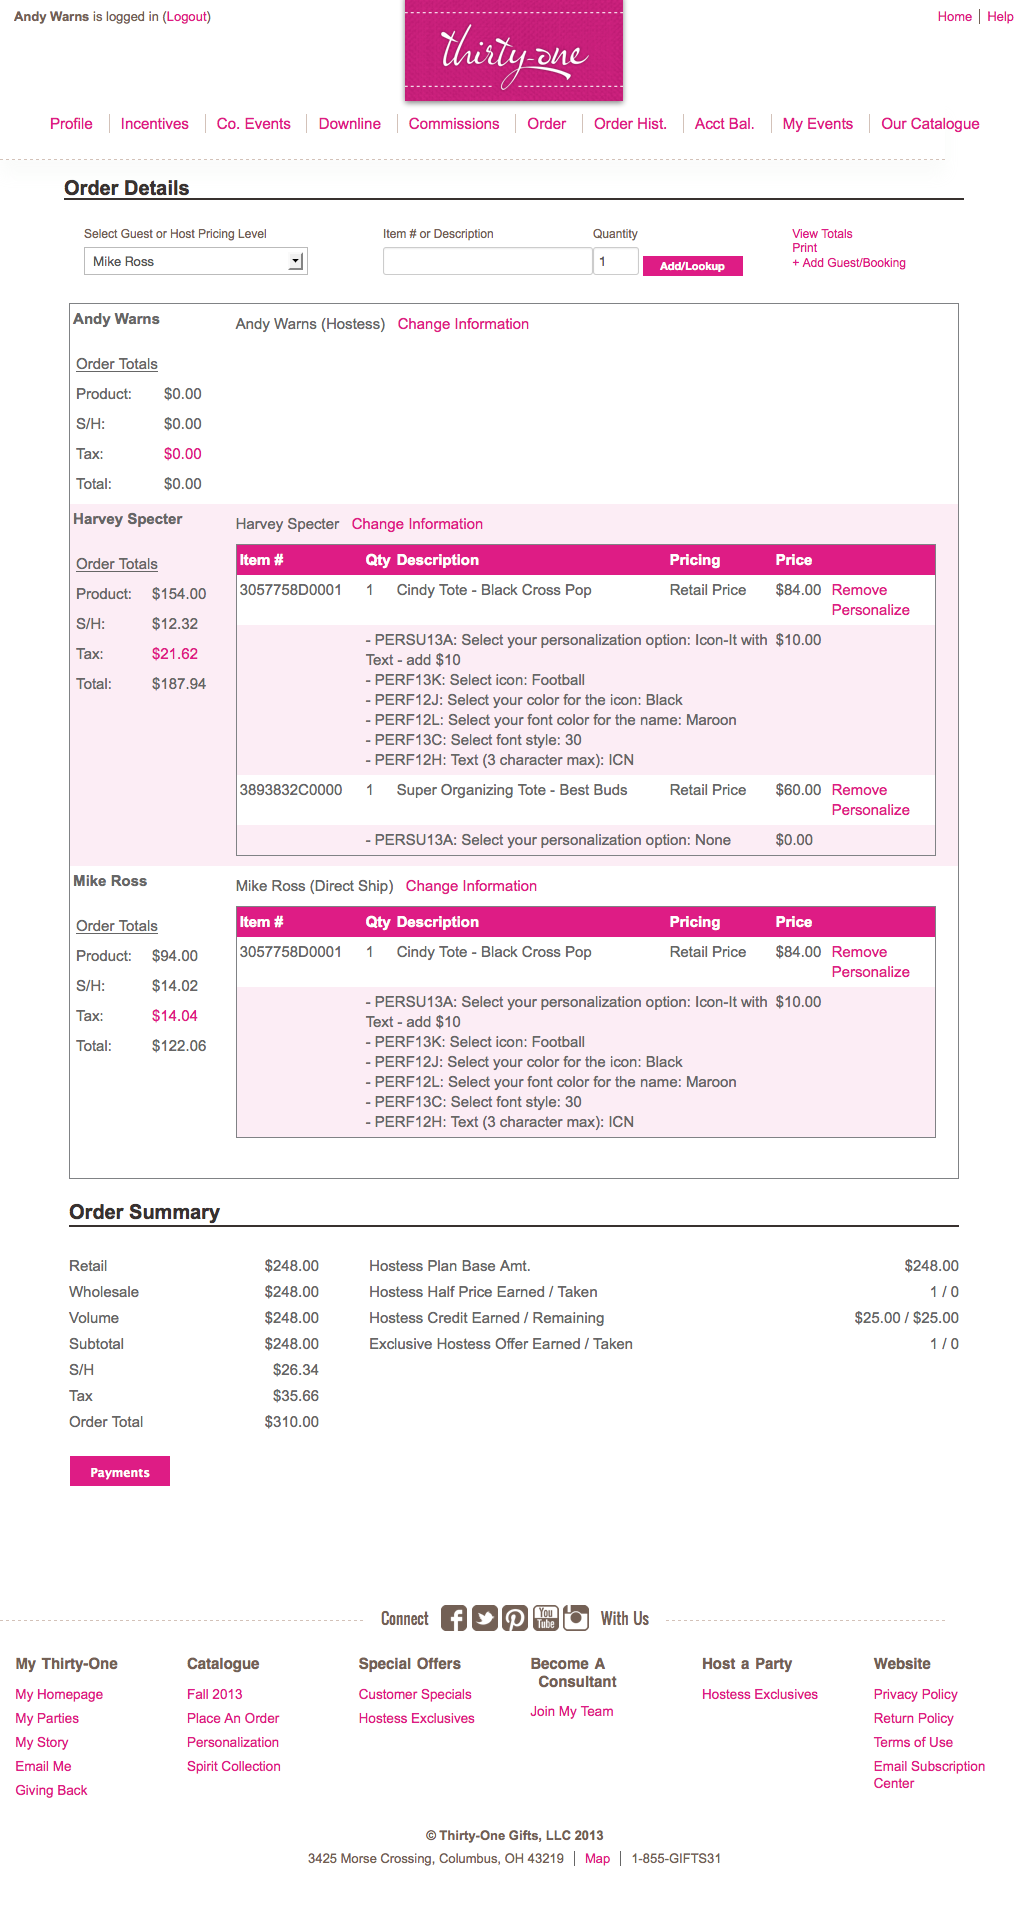 Andy Warns is logged in (Logout)
Home | Help
thirty-one
Profile | Incentives | Co. Events | Downline | Commissions | Order | Order Hist. | Acct Bal. | My Events | Our Catalogue
Order Details
Select Guest or Host Pricing Level
Item # or Description
Quantity
View Totals
Print
+ Add Guest/Booking
Mike Ross
1
Add/Lookup
Andy Warns
Andy Warns (Hostess) Change Information
Order Totals
Product: $0.00
S/H: $0.00
Tax: $0.00
Total: $0.00
Harvey Specter
Harvey Specter Change Information
Order Totals
Product: $154.00
S/H: $12.32
Tax: $21.62
Total: $187.94
Item # Qty Description Pricing Price
3057758D0001 1 Cindy Tote - Black Cross Pop Retail Price $84.00 Remove
Personalize
- PERSU13A: Select your personalization option: Icon-It with $10.00
Text - add $10
- PERF13K: Select icon: Football
- PERF12J: Select your color for the icon: Black
- PERF12L: Select your font color for the name: Maroon
- PERF13C: Select font style: 30
- PERF12H: Text (3 character max): ICN
3893832C0000 1 Super Organizing Tote - Best Buds Retail Price $60.00 Remove
Personalize
- PERSU13A: Select your personalization option: None $0.00
Mike Ross
Mike Ross (Direct Ship) Change Information
Order Totals
Product: $94.00
S/H: $14.02
Tax: $14.04
Total: $122.06
Item # Qty Description Pricing Price
3057758D0001 1 Cindy Tote - Black Cross Pop Retail Price $84.00 Remove
Personalize
- PERSU13A: Select your personalization option: Icon-It with $10.00
Text - add $10
- PERF13K: Select icon: Football
- PERF12J: Select your color for the icon: Black
- PERF12L: Select your font color for the name: Maroon
- PERF13C: Select font style: 30
- PERF12H: Text (3 character max): ICN
Order Summary
Retail $248.00
Wholesale $248.00
Volume $248.00
Subtotal $248.00
S/H $26.34
Tax $35.66
Order Total $310.00
Hostess Plan Base Amt. $248.00
Hostess Half Price Earned / Taken 1 / 0
Hostess Credit Earned / Remaining $25.00 / $25.00
Exclusive Hostess Offer Earned / Taken 1 / 0
Payments
Connect
You
Tube
With Us
My Thirty-One
My Homepage
My Parties
My Story
Email Me
Giving Back
Catalogue
Fall 2013
Place An Order
Personalization
Spirit Collection
Special Offers
Customer Specials
Hostess Exclusives
Become A
Consultant
Join My Team
Host a Party
Hostess Exclusives
Website
Privacy Policy
Return Policy
Terms of Use
Email Subscription
Center
© Thirty-One Gifts, LLC 2013
3425 Morse Crossing, Columbus, OH 43219 | Map | 1-855-GIFTS31